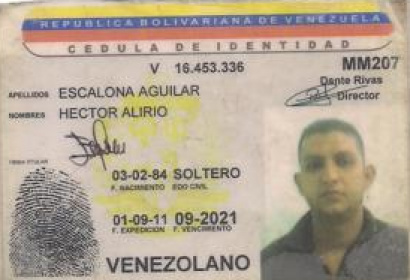 REPUBLICA BOLIVARIANA DE VENEZUELA
CEDULA DE IDENTIDAD
V 16.453.336
MM207
Dante Rivas
Director
APELLIDOS ESCALONA AGUILAR
NOMBRES HECTOR ALIRIO
FIRMA TITULAR
03-02-84 SOLTERO
F. NACIMIENTO EDO CIVIL
01-09-11 09-2021
F. EXPEDICION F. VENCIMIENTO
VENEZOLANO